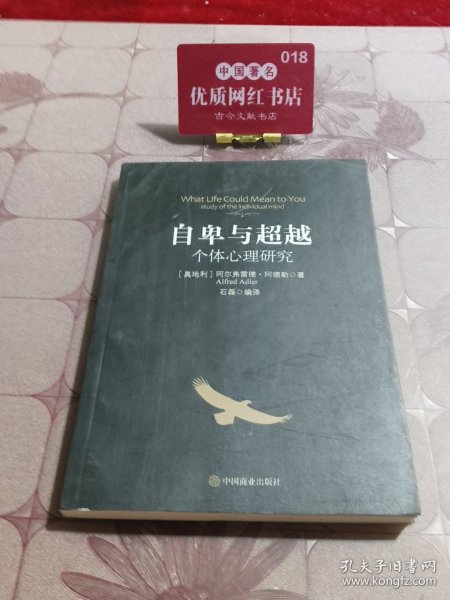 018
中国著名
优质网红书店
古今文献书店
What Life Could Mean to You
study of the individual mind
自卑与超越
个体心理研究
[奥地利]阿尔弗雷德·阿德勒◎著
Alfred Adler
石磊◎编译
中国商业出版社
孔夫子旧书网
www.kongfz.com